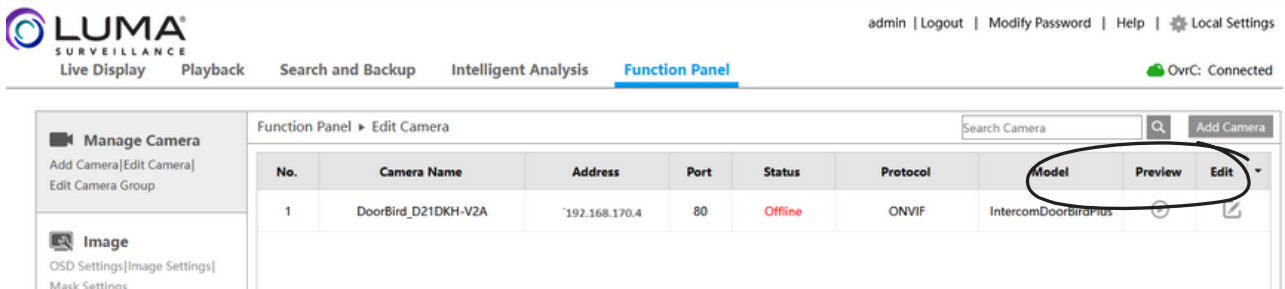 LUMA
SURVEILLANCE
admin | Logout | Modify Password | Help | Local Settings
Live Display Playback Search and Backup Intelligent Analysis Function Panel
OvrC: Connected
Manage Camera
Add Camera|Edit Camera|
Edit Camera Group
Image
OSD Settings|Image Settings|
Mask Settings
Function Panel ▸ Edit Camera
Search Camera
Add Camera
No. Camera Name Address Port Status Protocol Model Preview Edit
1 DoorBird_D21DKH-V2A 192.168.170.4 80 Offline ONVIF IntercomDoorBirdPlus